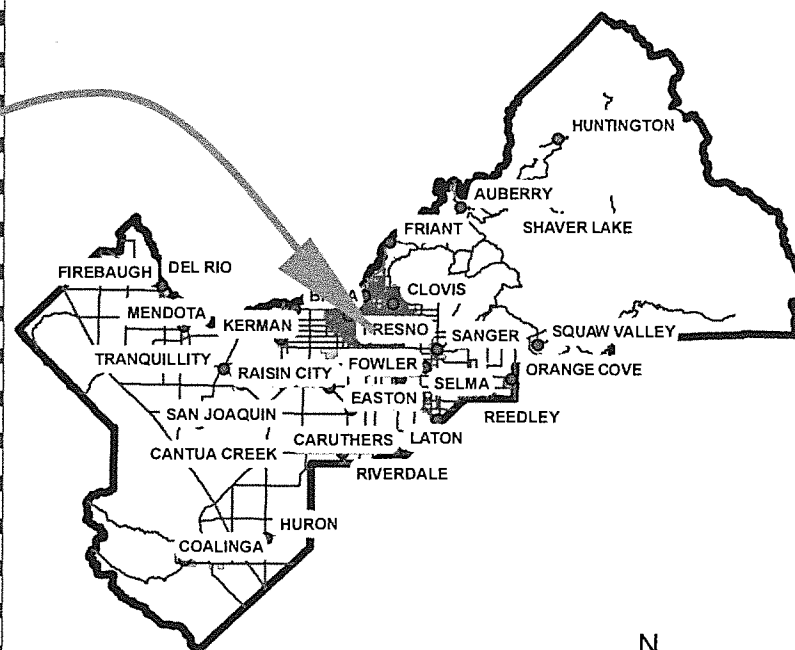 HUNTINGTON
AUBERRY
SHAVER LAKE
FRIANT
FIREBAUGH
DEL RIO
CLOVIS
MENDOTA
KERMAN
FRESNO
SANGER
SQUAW VALLEY
TRANQUILLITY
RAISIN CITY
FOWLER
ORANGE COVE
SELMA
EASTON
SAN JOAQUIN
REEDLEY
CARUTHERS
LATON
CANTUA CREEK
RIVERDALE
HURON
COALINGA
N